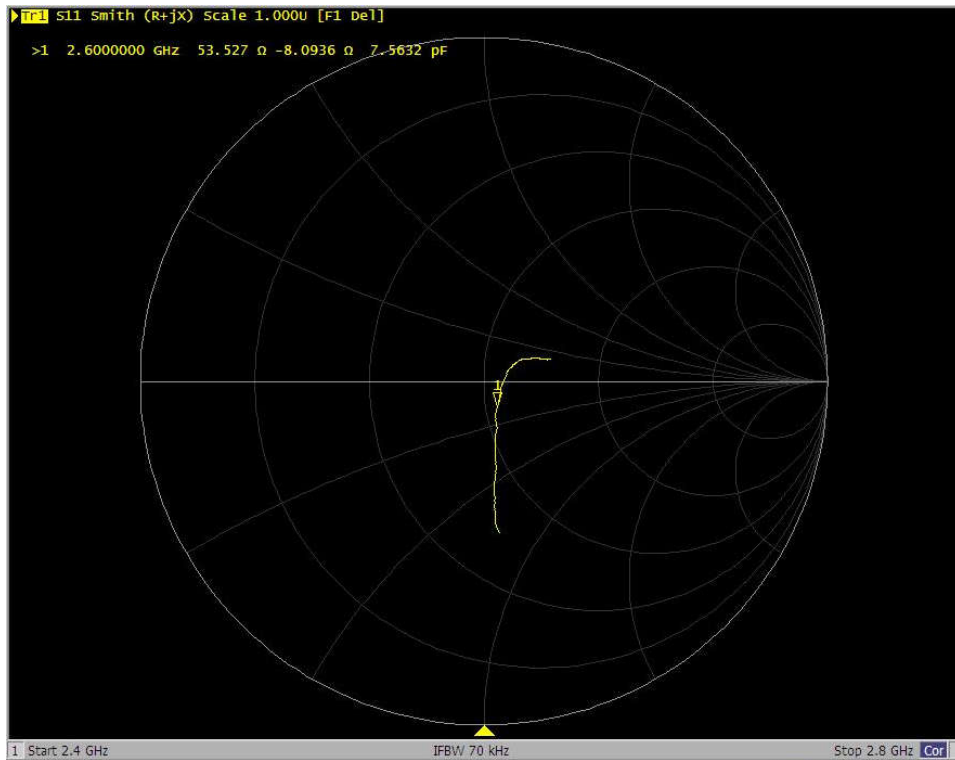 Tr1 S11 Smith (R+jX) Scale 1.000U [F1 Del]
>1 2.6000000 GHz 53.527 Ω -8.0936 Ω 7.5632 pF
1
1 Start 2.4 GHz IFBW 70 kHz Stop 2.8 GHz Cor